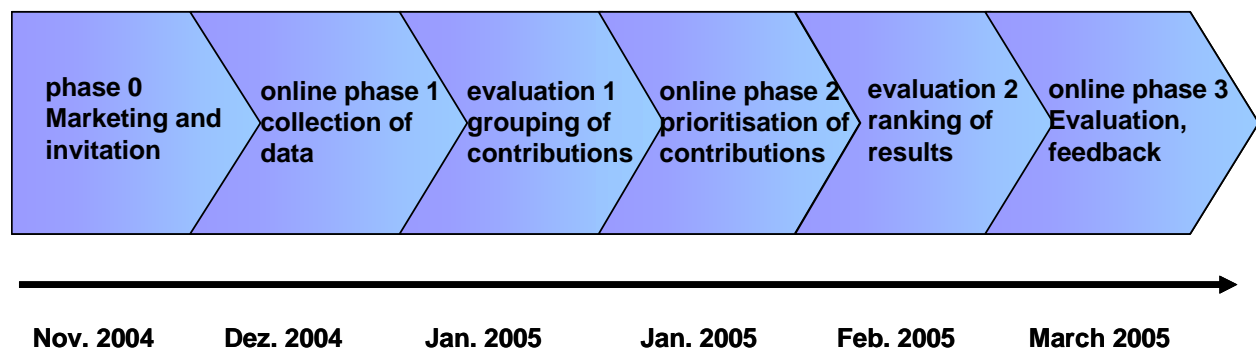 phase 0
Marketing and
invitation
online phase 1
collection of
data
evaluation 1
grouping of
contributions
online phase 2
prioritisation of
contributions
evaluation 2
ranking of
results
online phase 3
Evaluation,
feedback
Nov. 2004 Dez. 2004 Jan. 2005 Jan. 2005 Feb. 2005 March 2005